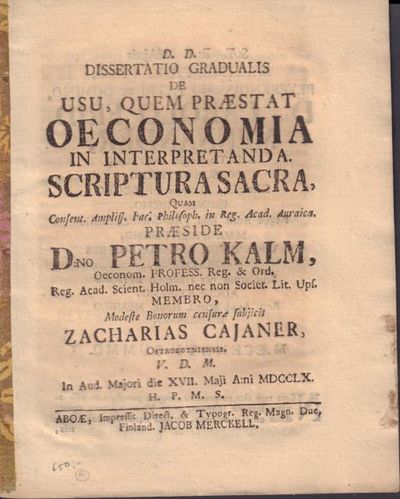 D. D.
DISSERTATIO GRADUALIS
DE
USU, QUEM PRÆSTAT
OECONOMIA
IN INTERPRETANDA.
SCRIPTURA SACRA,
QUAM
Consent. Ampliss. Fac. Philosoph. in Reg. Acad. Auraica.
PRÆSIDE
D:NO PETRO KALM,
Oeconom. PROFESS. Reg. & Ord.
Reg. Acad. Scient. Holm. nec non Societ. Lit. Ups.
MEMBRO,
Modeste Bonorum censuræ subjicit
ZACHARIAS CAJANER,
OSTROBOTNIENSIS.
V. D. M.
In Aud. Majori die XVII. Maji A:ni MDCCLX.
H. P. M. S.
ABOÆ, Impressit Direct. & Typogr. Reg. Magn. Duc.
Finland. JACOB MERCKELL.
650:-